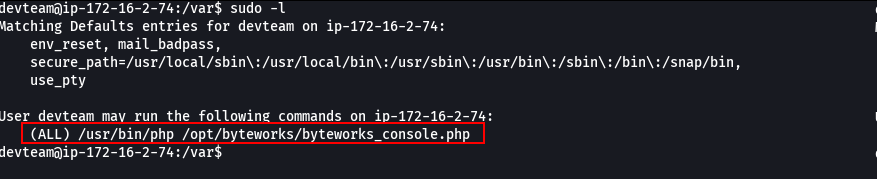 devteam@ip-172-16-2-74:/var$ sudo -l
Matching Defaults entries for devteam on ip-172-16-2-74:
    env_reset, mail_badpass,
    secure_path=/usr/local/sbin\:/usr/local/bin\:/usr/sbin\:/usr/bin\:/sbin\:/bin\:/snap/bin,
    use_pty

User devteam may run the following commands on ip-172-16-2-74:
    (ALL) /usr/bin/php /opt/byteworks/byteworks_console.php
devteam@ip-172-16-2-74:/var$